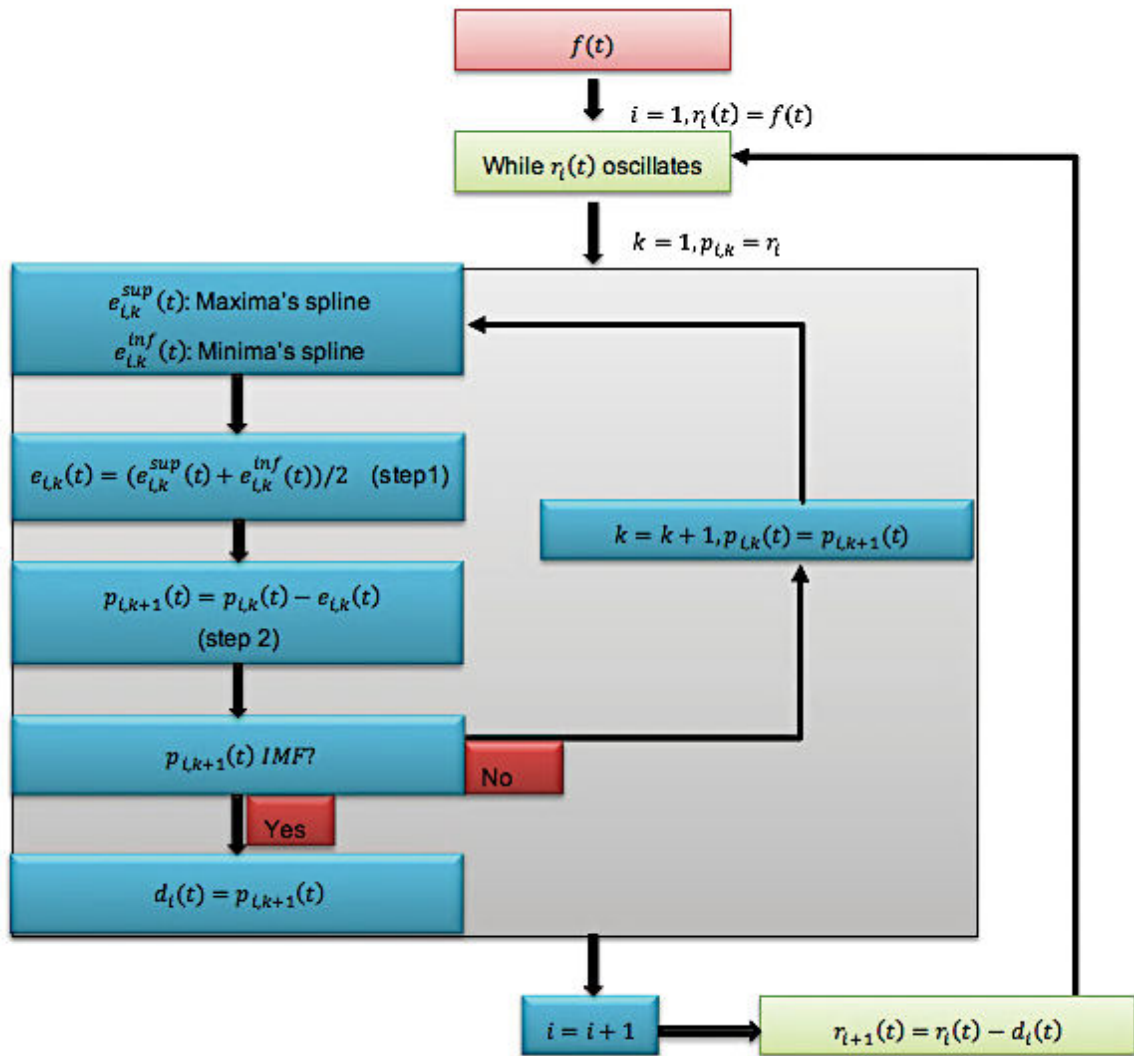 f(t)
i = 1, r_i(t) = f(t)
While r_i(t) oscillates
k = 1, p_{i,k} = r_i
e_{i,k}^{sup}(t): Maxima's spline
e_{i,k}^{inf}(t): Minima's spline
e_{i,k}(t) = (e_{i,k}^{sup}(t) + e_{i,k}^{inf}(t))/2 (step1)
k = k + 1, p_{i,k}(t) = p_{i,k+1}(t)
p_{i,k+1}(t) = p_{i,k}(t) − e_{i,k}(t)
(step 2)
p_{i,k+1}(t) IMF?
No
Yes
d_i(t) = p_{i,k+1}(t)
i = i + 1
r_{i+1}(t) = r_i(t) − d_i(t)